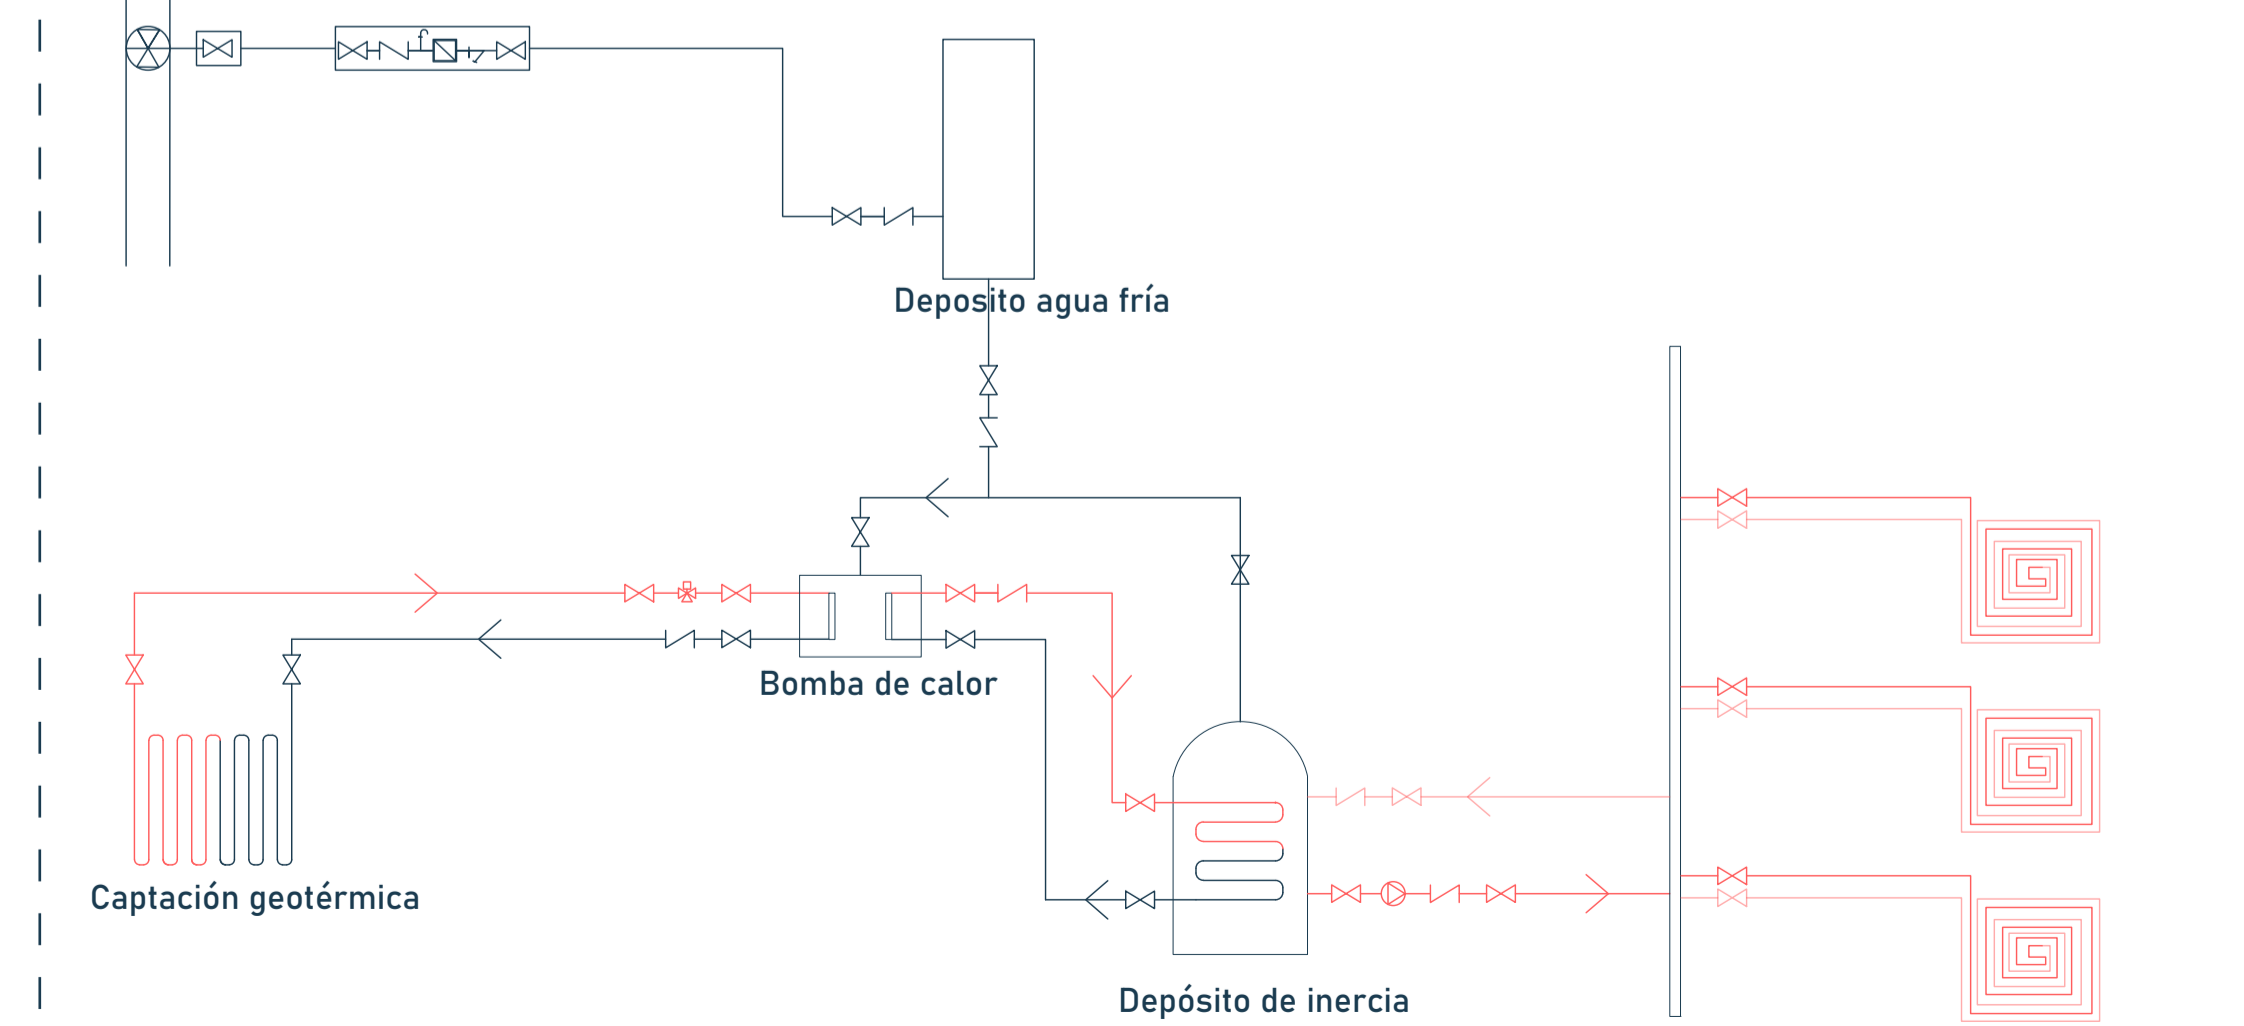 Deposito agua fría
Bomba de calor
Captación geotérmica
Depósito de inercia